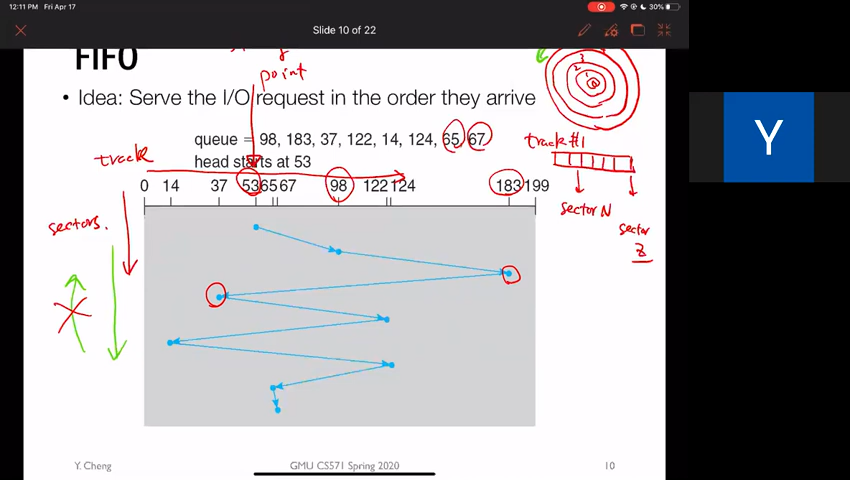 12:11 PM Fri Apr 17
30%
Slide 10 of 22
FIFO
point
• Idea: Serve the I/O request in the order they arrive
queue = 98, 183, 37, 122, 14, 124, 65, 67
head starts at 53
track
0 14 37 53 65 67 98 122 124 183 199
sectors.
1
2
3
track#1
sector N
sector
Z
Y
Y. Cheng
GMU CS571 Spring 2020
10